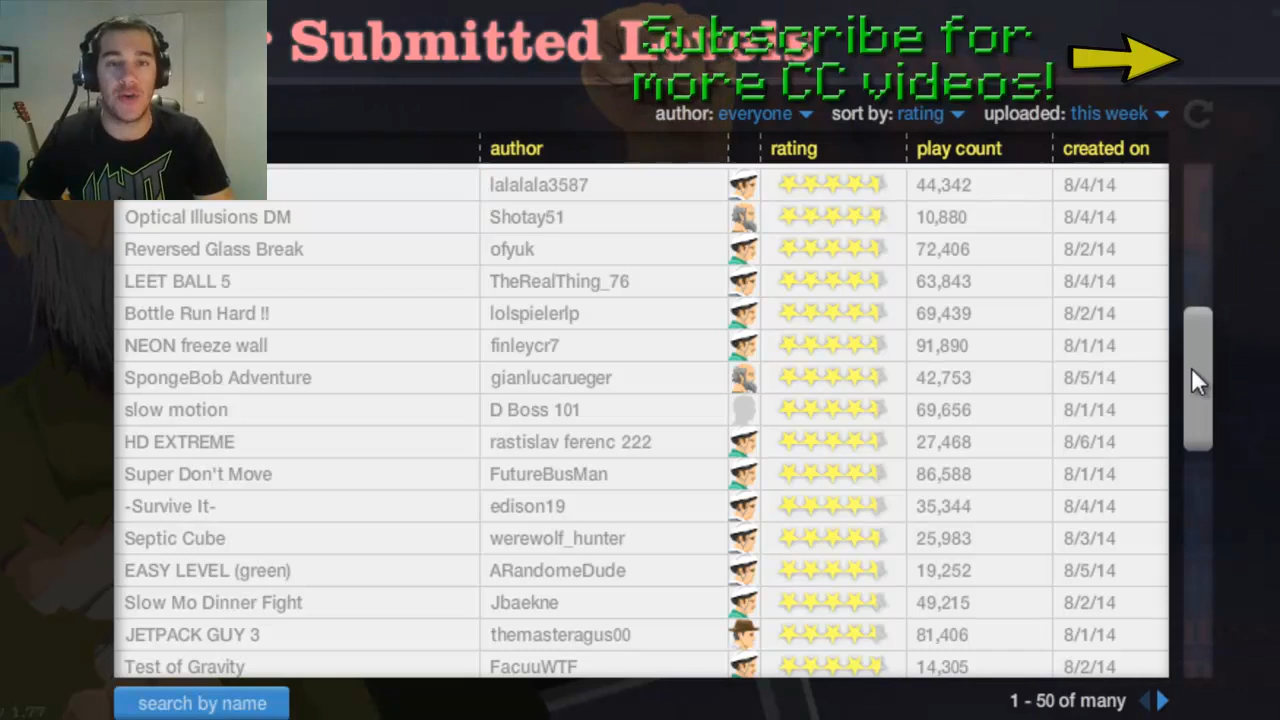 Submitted Levels
Subscribe for
more CC videos!
author: everyone sort by: rating uploaded: this week
author rating play count created on
lalalala3587 44,342 8/4/14
Optical Illusions DM Shotay51 10,880 8/4/14
Reversed Glass Break ofyuk 72,406 8/2/14
LEET BALL 5 TheRealThing_76 63,843 8/4/14
Bottle Run Hard !! lolspielerlp 69,439 8/2/14
NEON freeze wall finleycr7 91,890 8/1/14
SpongeBob Adventure gianlucarueger 42,753 8/5/14
slow motion D Boss 101 69,656 8/1/14
HD EXTREME rastislav ferenc 222 27,468 8/6/14
Super Don't Move FutureBusMan 86,588 8/1/14
-Survive It- edison19 35,344 8/4/14
Septic Cube werewolf_hunter 25,983 8/3/14
EASY LEVEL (green) ARandomeDude 19,252 8/5/14
Slow Mo Dinner Fight Jbaekne 49,215 8/2/14
JETPACK GUY 3 themasteragus00 81,406 8/1/14
Test of Gravity FacuuWTF 14,305 8/2/14
search by name 1 - 50 of many